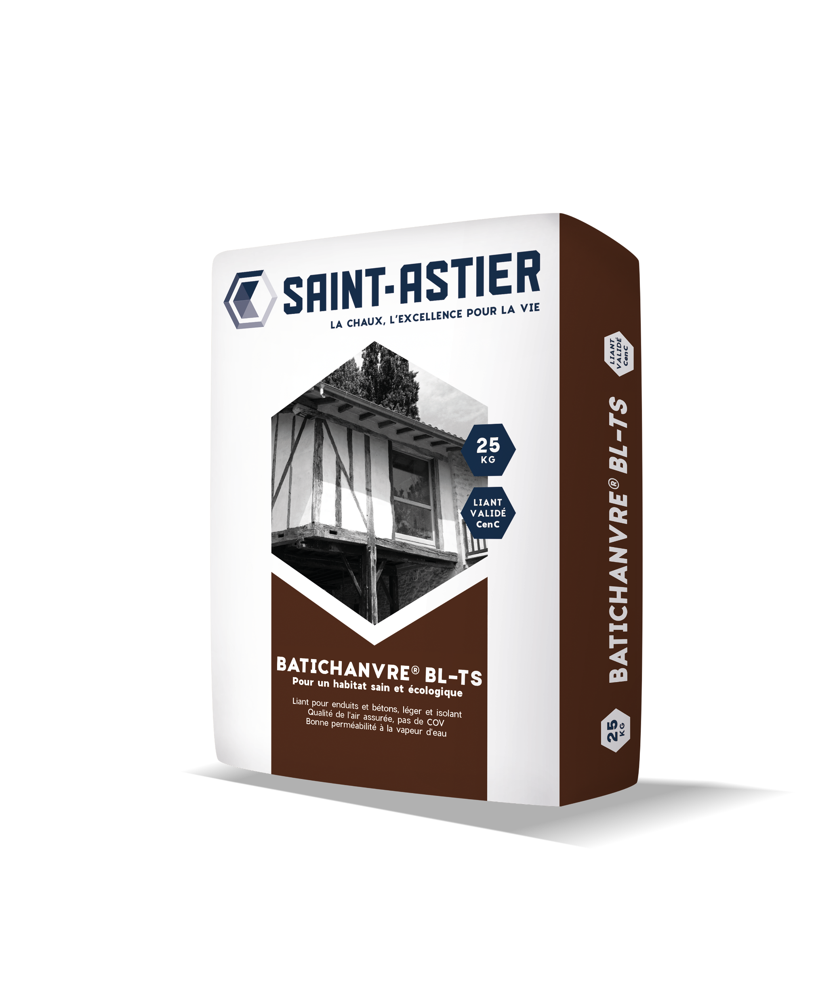 SAINT-ASTIER
LA CHAUX, L'EXCELLENCE POUR LA VIE
25
KG
LIANT
VALIDÉ
CenC
BATICHANVRE® BL-TS
Pour un habitat sain et écologique
Liant pour enduits et bétons, léger et isolant
Qualité de l'air assurée, pas de COV
Bonne perméabilité à la vapeur d'eau
LIANT
VALIDÉ
CenC
BATICHANVRE® BL-TS
25
KG